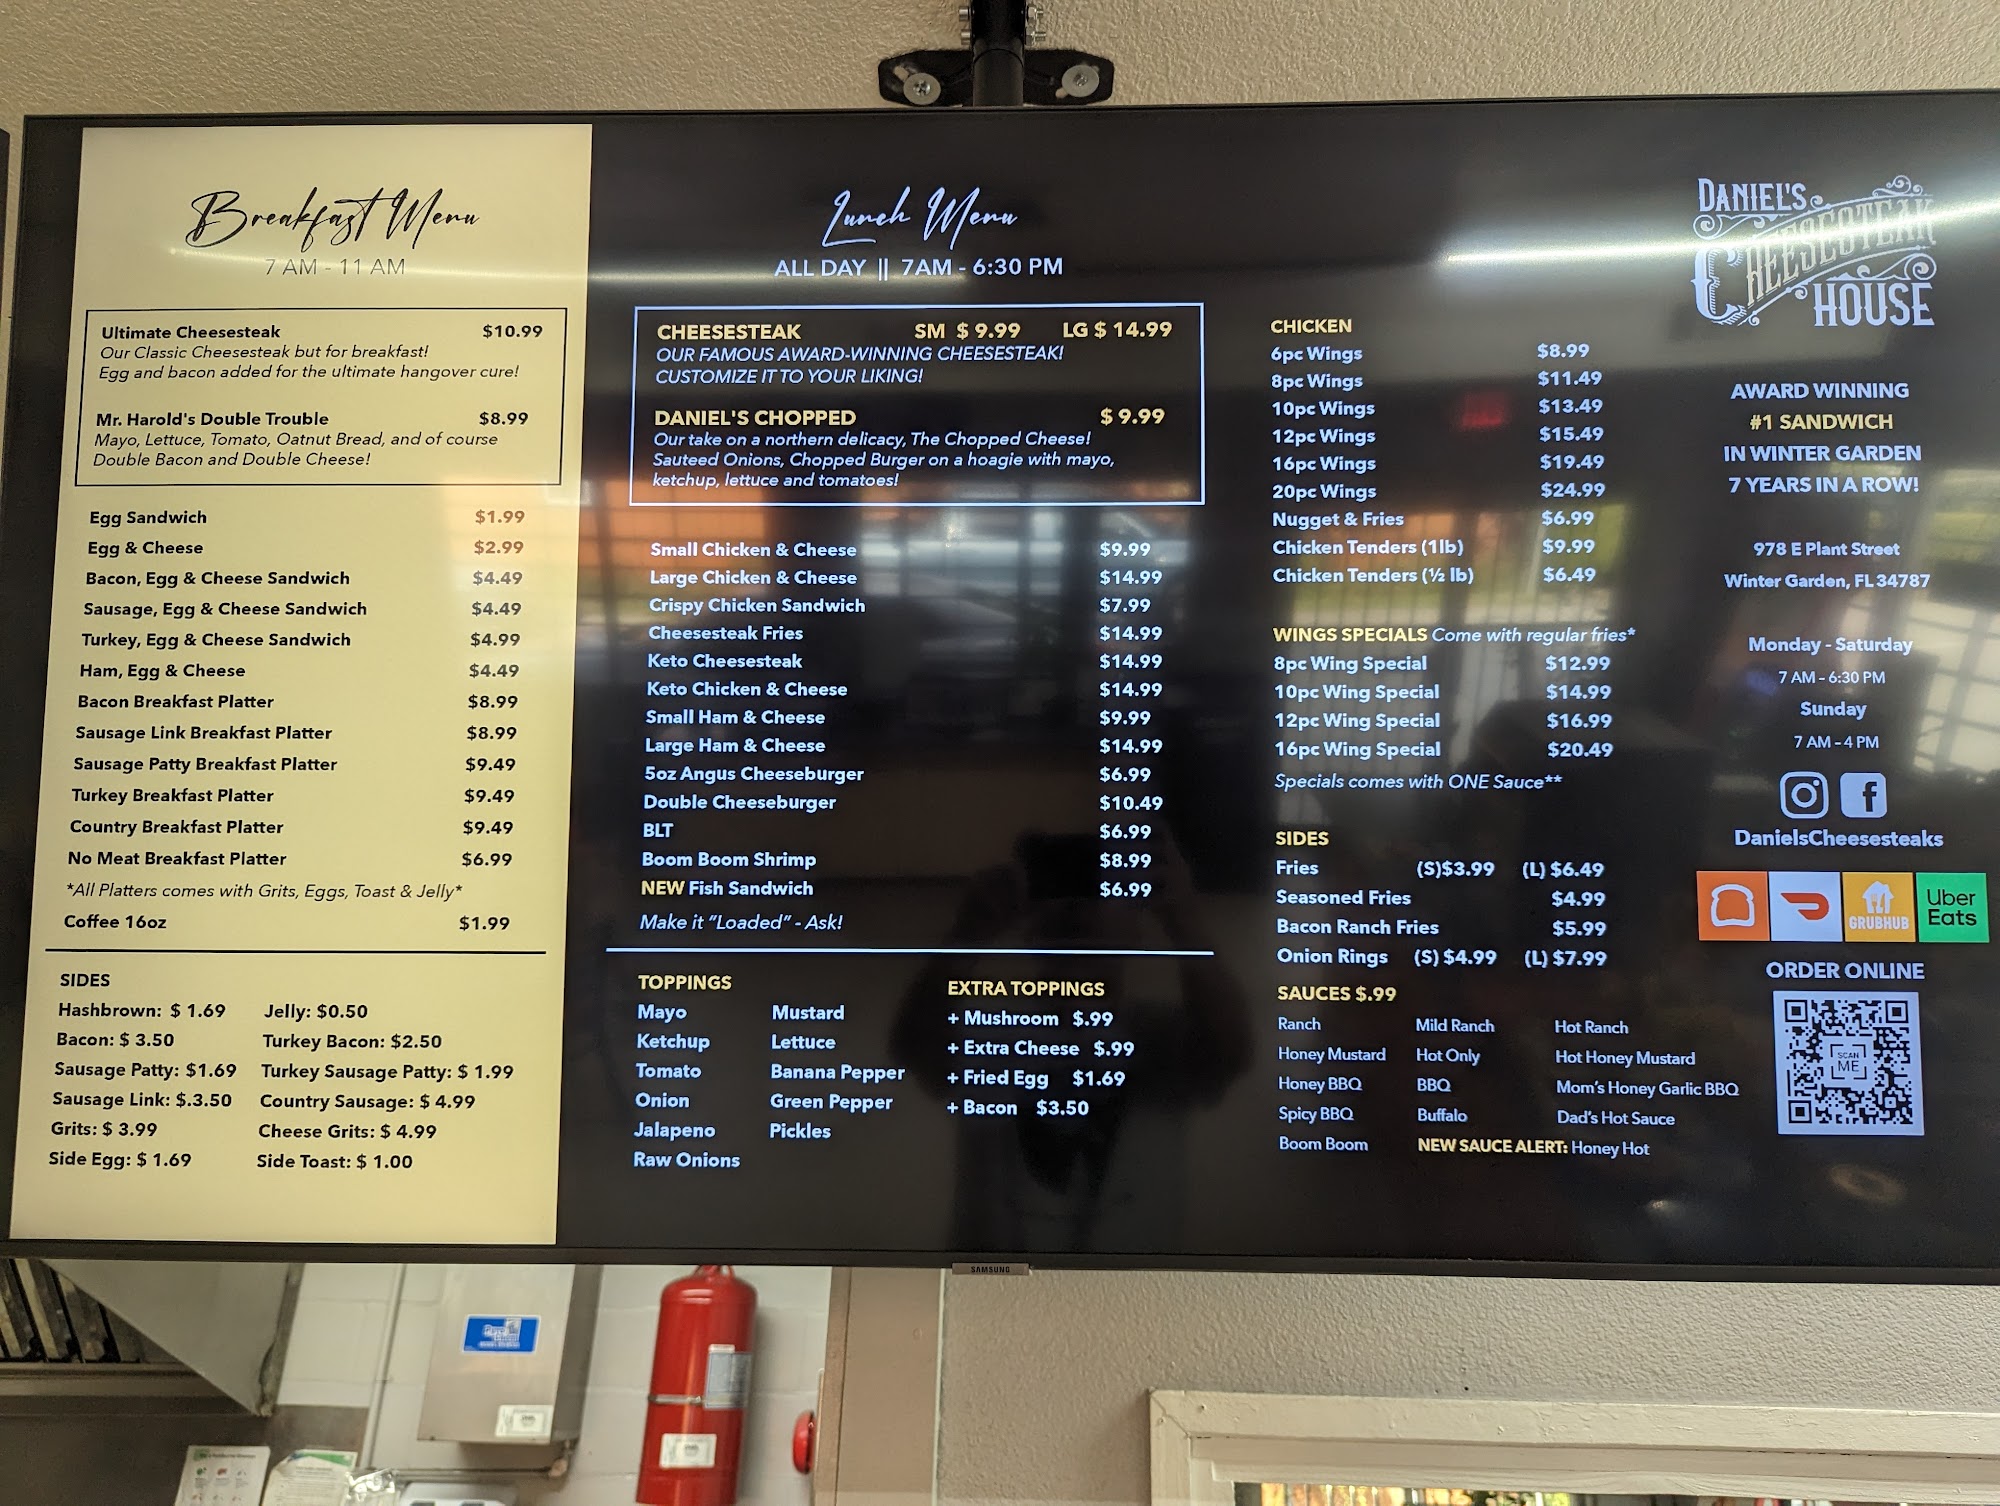 Breakfast Menu
7 AM - 11 AM
Ultimate Cheesesteak $10.99
Our Classic Cheesesteak but for breakfast!
Egg and bacon added for the ultimate hangover cure!
Mr. Harold's Double Trouble $8.99
Mayo, Lettuce, Tomato, Oatnut Bread, and of course
Double Bacon and Double Cheese!
Egg Sandwich $1.99
Egg & Cheese $2.99
Bacon, Egg & Cheese Sandwich $4.49
Sausage, Egg & Cheese Sandwich $4.49
Turkey, Egg & Cheese Sandwich $4.99
Ham, Egg & Cheese $4.49
Bacon Breakfast Platter $8.99
Sausage Link Breakfast Platter $8.99
Sausage Patty Breakfast Platter $9.49
Turkey Breakfast Platter $9.49
Country Breakfast Platter $9.49
No Meat Breakfast Platter $6.99
*All Platters comes with Grits, Eggs, Toast & Jelly*
Coffee 16oz $1.99
SIDES
Hashbrown: $ 1.69 Jelly: $0.50
Bacon: $ 3.50 Turkey Bacon: $2.50
Sausage Patty: $1.69 Turkey Sausage Patty: $ 1.99
Sausage Link: $.3.50 Country Sausage: $ 4.99
Grits: $ 3.99 Cheese Grits: $ 4.99
Side Egg: $ 1.69 Side Toast: $ 1.00
Lunch Menu
ALL DAY || 7AM - 6:30 PM
CHEESESTEAK SM $ 9.99 LG $ 14.99
OUR FAMOUS AWARD-WINNING CHEESESTEAK!
CUSTOMIZE IT TO YOUR LIKING!
DANIEL'S CHOPPED $ 9.99
Our take on a northern delicacy, The Chopped Cheese!
Sauteed Onions, Chopped Burger on a hoagie with mayo,
ketchup, lettuce and tomatoes!
Small Chicken & Cheese $9.99
Large Chicken & Cheese $14.99
Crispy Chicken Sandwich $7.99
Cheesesteak Fries $14.99
Keto Cheesesteak $14.99
Keto Chicken & Cheese $14.99
Small Ham & Cheese $9.99
Large Ham & Cheese $14.99
5oz Angus Cheeseburger $6.99
Double Cheeseburger $10.49
BLT $6.99
Boom Boom Shrimp $8.99
NEW Fish Sandwich $6.99
Make it "Loaded" - Ask!
TOPPINGS
Mayo Mustard
Ketchup Lettuce
Tomato Banana Pepper
Onion Green Pepper
Jalapeno Pickles
Raw Onions
EXTRA TOPPINGS
+ Mushroom $.99
+ Extra Cheese $.99
+ Fried Egg $1.69
+ Bacon $3.50
CHICKEN
6pc Wings $8.99
8pc Wings $11.49
10pc Wings $13.49
12pc Wings $15.49
16pc Wings $19.49
20pc Wings $24.99
Nugget & Fries $6.99
Chicken Tenders (1lb) $9.99
Chicken Tenders (½ lb) $6.49
WINGS SPECIALS Come with regular fries*
8pc Wing Special $12.99
10pc Wing Special $14.99
12pc Wing Special $16.99
16pc Wing Special $20.49
Specials comes with ONE Sauce**
SIDES
Fries (S)$3.99 (L) $6.49
Seasoned Fries $4.99
Bacon Ranch Fries $5.99
Onion Rings (S) $4.99 (L) $7.99
SAUCES $.99
Ranch Mild Ranch Hot Ranch
Honey Mustard Hot Only Hot Honey Mustard
Honey BBQ BBQ Mom's Honey Garlic BBQ
Spicy BBQ Buffalo Dad's Hot Sauce
Boom Boom NEW SAUCE ALERT: Honey Hot
DANIEL'S
CHEESESTEAK
HOUSE
AWARD WINNING
#1 SANDWICH
IN WINTER GARDEN
7 YEARS IN A ROW!
978 E Plant Street
Winter Garden, FL 34787
Monday - Saturday
7 AM - 6:30 PM
Sunday
7 AM - 4 PM
DanielsCheesesteaks
GRUBHUB
Uber
Eats
ORDER ONLINE
SCAN
ME
SAMSUNG